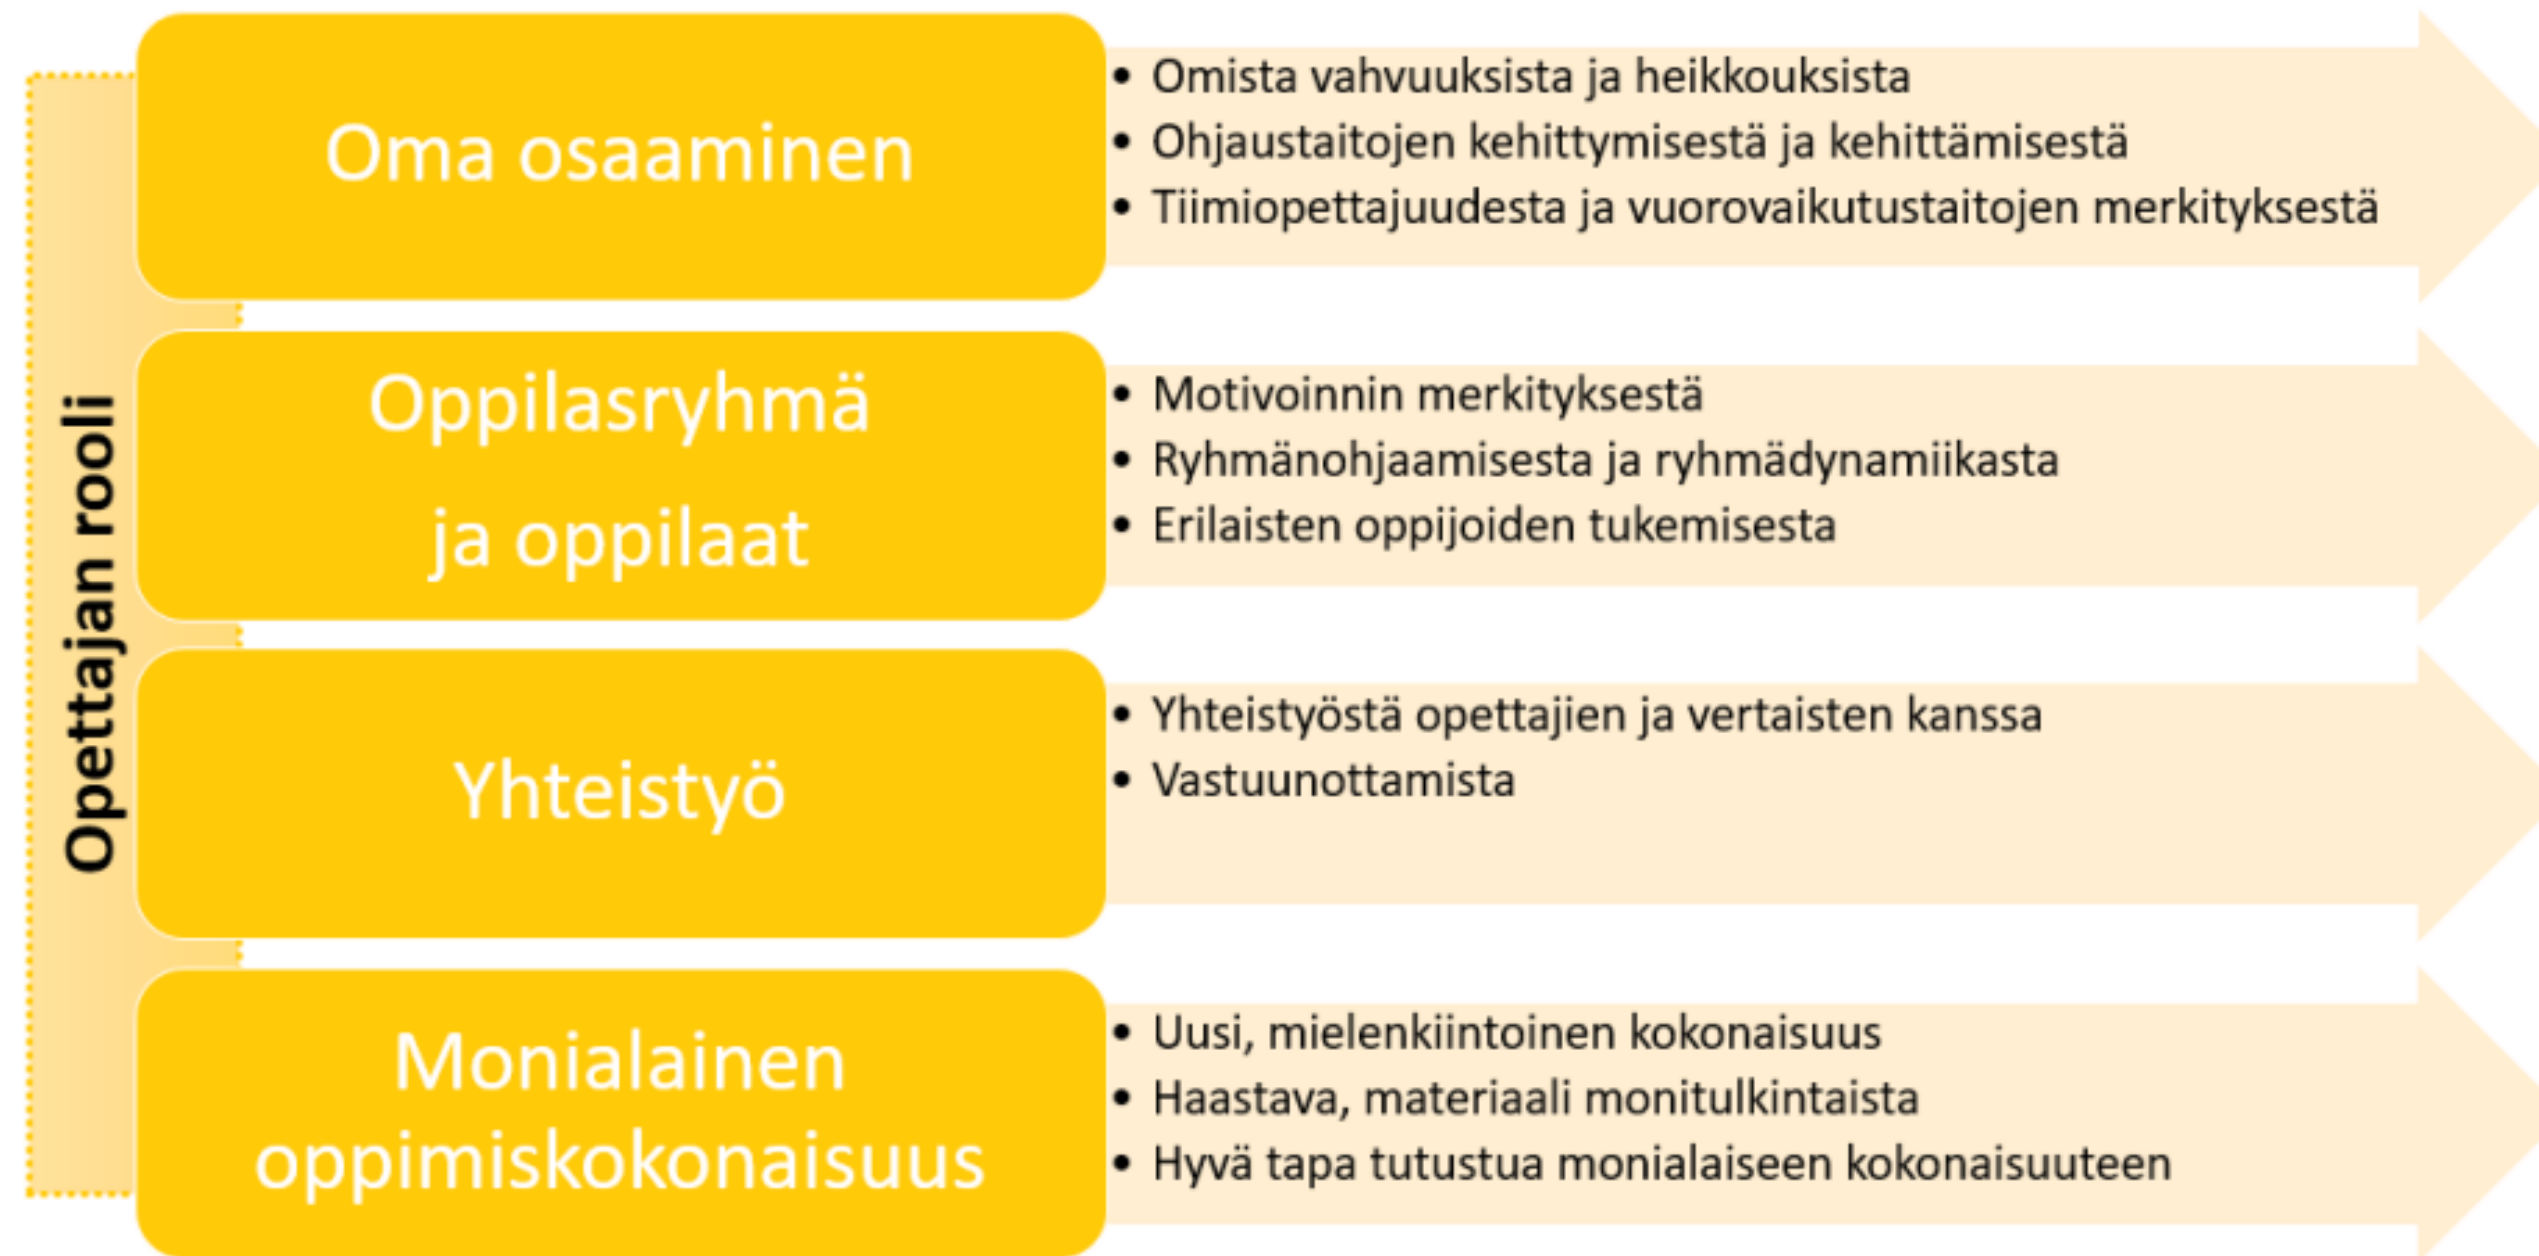 Opettajan rooli
Oma osaaminen
• Omista vahvuuksista ja heikkouksista
• Ohjaustaitojen kehittymisestä ja kehittämisestä
• Tiimiopettajuudesta ja vuorovaikutustaitojen merkityksestä
Oppilasryhmä
ja oppilaat
• Motivoinnin merkityksestä
• Ryhmänohjaamisesta ja ryhmädynamiikasta
• Erilaisten oppijoiden tukemisesta
Yhteistyö
• Yhteistyöstä opettajien ja vertaisten kanssa
• Vastuunottamista
Monialainen
oppimiskokonaisuus
• Uusi, mielenkiintoinen kokonaisuus
• Haastava, materiaali monitulkintaista
• Hyvä tapa tutustua monialaiseen kokonaisuuteen